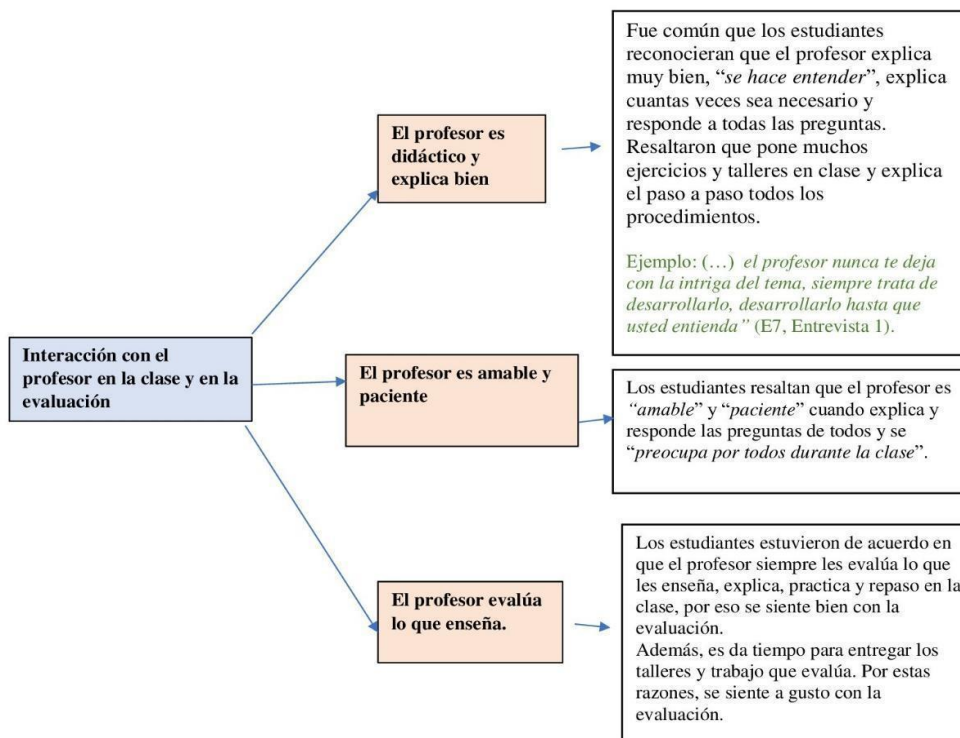 Interacción con el
profesor en la clase y en la
evaluación
El profesor es
didáctico y
explica bien
Fue común que los estudiantes
reconocieran que el profesor explica
muy bien, “se hace entender”, explica
cuantas veces sea necesario y
responde a todas las preguntas.
Resaltaron que pone muchos
ejercicios y talleres en clase y explica
el paso a paso todos los
procedimientos.
Ejemplo: (…) el profesor nunca te deja
con la intriga del tema, siempre trata de
desarrollarlo, desarrollarlo hasta que
usted entienda” (E7, Entrevista 1).
El profesor es amable y
paciente
Los estudiantes resaltan que el profesor es
“amable” y “paciente” cuando explica y
responde las preguntas de todos y se
“preocupa por todos durante la clase”.
El profesor evalúa
lo que enseña.
Los estudiantes estuvieron de acuerdo en
que el profesor siempre les evalúa lo que
les enseña, explica, practica y repaso en la
clase, por eso se siente bien con la
evaluación.
Además, es da tiempo para entregar los
talleres y trabajo que evalúa. Por estas
razones, se siente a gusto con la
evaluación.